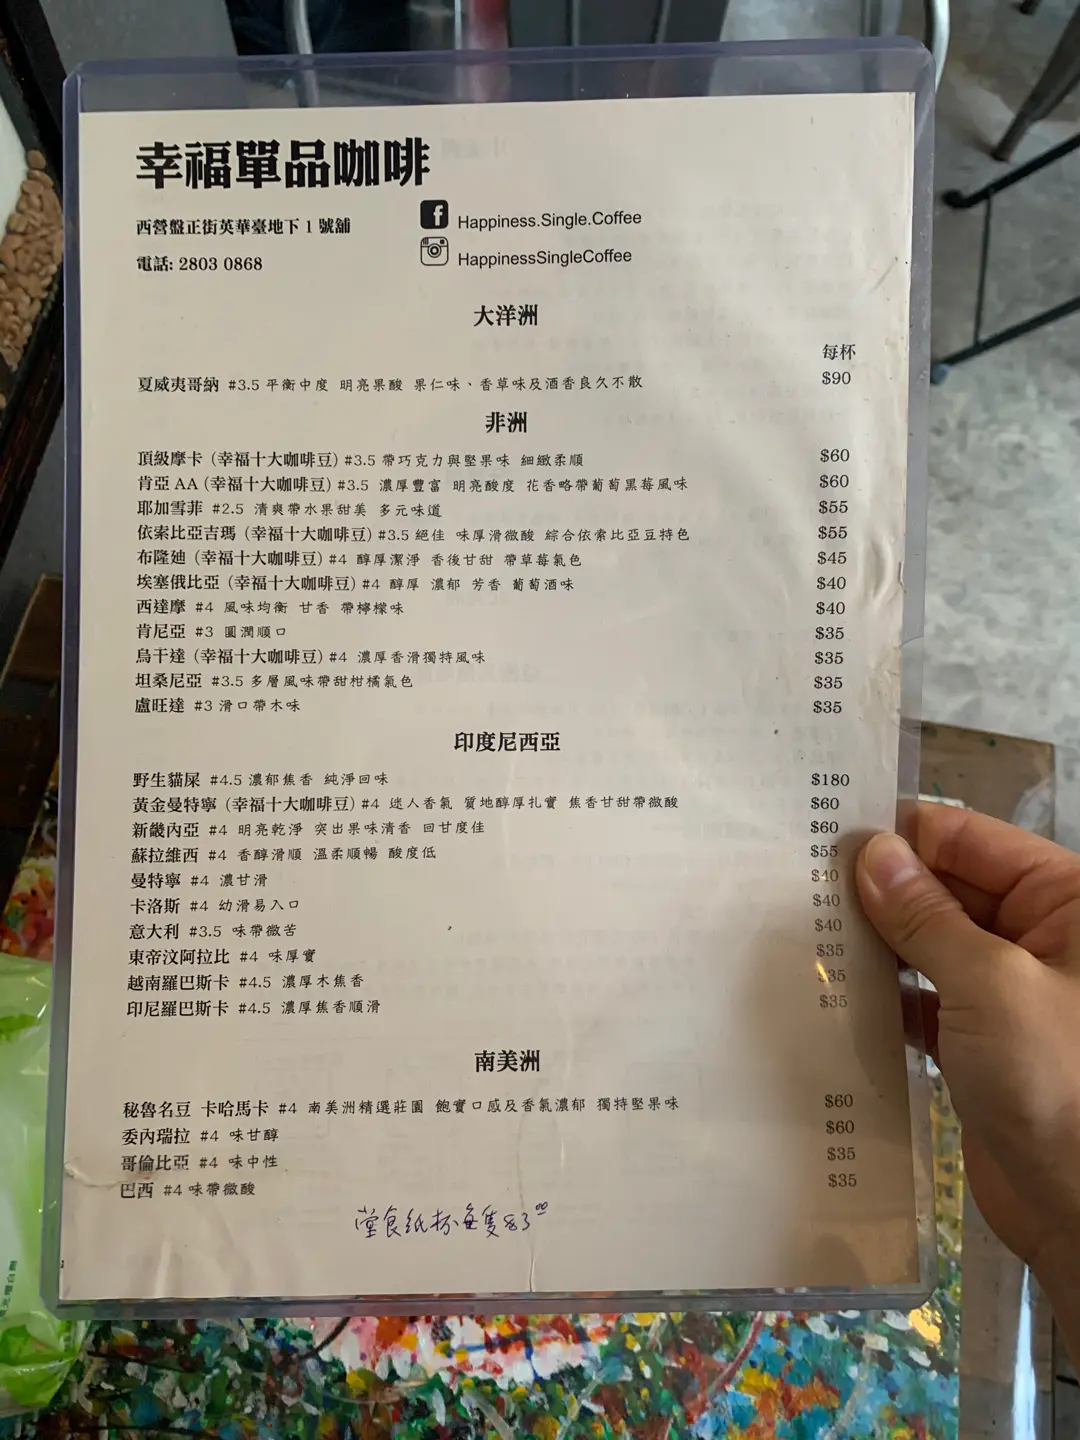 幸福單品咖啡
西營盤正街英華臺地下 1 號舖
電話: 2803 0868
Happiness.Single.Coffee
HappinessSingleCoffee
大洋洲
每杯
夏威夷哥納 #3.5 平衡中度 明亮果酸 果仁味、香草味及酒香良久不散 $90
非洲
頂級摩卡 (幸福十大咖啡豆) #3.5 帶巧克力與堅果味 細緻柔順 $60
肯亞 AA (幸福十大咖啡豆) #3.5 濃厚豐富 明亮酸度 花香略帶葡萄黑莓風味 $60
耶加雪菲 #2.5 清爽帶水果甜美 多元味道 $55
依索比亞吉瑪 (幸福十大咖啡豆) #3.5 絕佳 味厚滑微酸 綜合依索比亞豆特色 $55
布隆廸 (幸福十大咖啡豆) #4 醇厚潔淨 香後甘甜 帶草莓氣色 $45
埃塞俄比亞 (幸福十大咖啡豆) #4 醇厚 濃郁 芳香 葡萄酒味 $40
西達摩 #4 風味均衡 甘香 帶檸檬味 $40
肯尼亞 #3 圓潤順口 $35
烏干達 (幸福十大咖啡豆) #4 濃厚香滑獨特風味 $35
坦桑尼亞 #3.5 多層風味帶甜柑橘氣色 $35
盧旺達 #3 滑口帶木味 $35
印度尼西亞
野生貓屎 #4.5 濃郁焦香 純淨回味 $180
黃金曼特寧 (幸福十大咖啡豆) #4 迷人香氣 質地醇厚扎實 焦香甘甜帶微酸 $60
新畿內亞 #4 明亮乾淨 突出果味清香 回甘度佳 $60
蘇拉維西 #4 香醇滑順 溫柔順暢 酸度低 $55
曼特寧 #4 濃甘滑 $40
卡洛斯 #4 幼滑易入口 $40
意大利 #3.5 味帶微苦 $40
東帝汶阿拉比 #4 味厚實 $35
越南羅巴斯卡 #4.5 濃厚木焦香 $35
印尼羅巴斯卡 #4.5 濃厚焦香順滑 $35
南美洲
秘魯名豆 卡哈馬卡 #4 南美洲精選莊園 飽實口感及香氣濃郁 獨特堅果味 $60
委內瑞拉 #4 味甘醇 $60
哥倫比亞 #4 味中性 $35
巴西 #4 味帶微酸 $35
堂食紙杯每隻$3.00